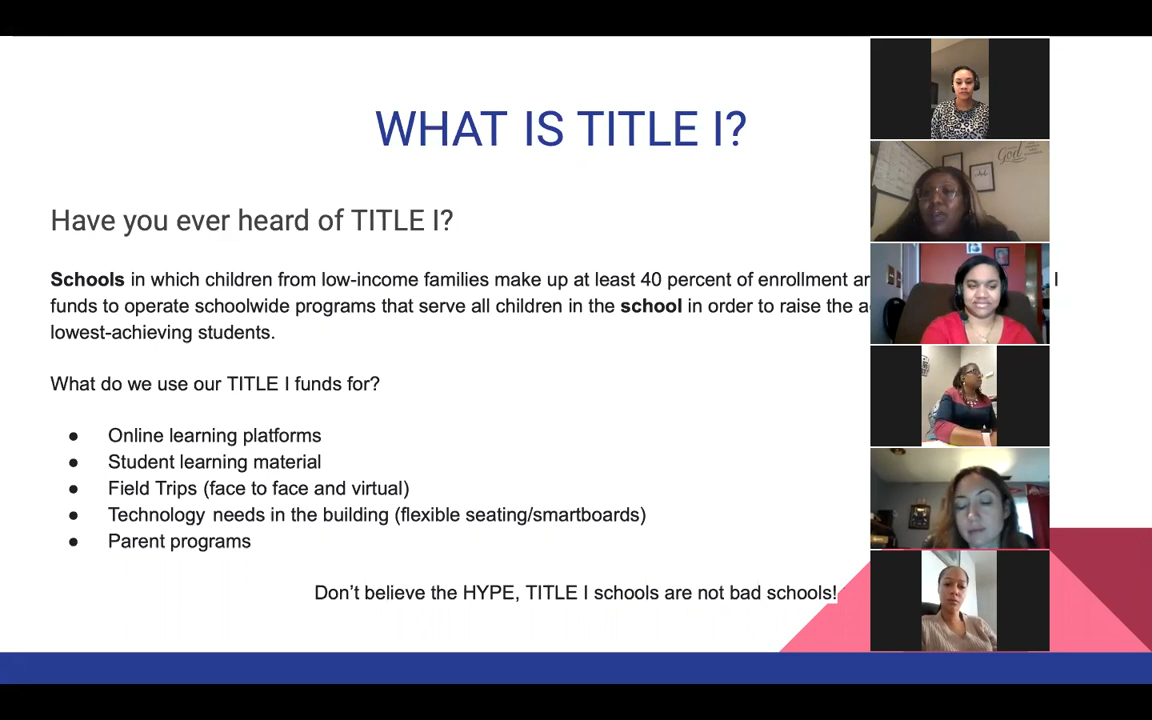 WHAT IS TITLE I?
Have you ever heard of TITLE I?
Schools in which children from low-income families make up at least 40 percent of enrollment I
funds to operate schoolwide programs that serve all children in the school in order to raise the
lowest-achieving students.
What do we use our TITLE I funds for?
● Online learning platforms
● Student learning material
● Field Trips (face to face and virtual)
● Technology needs in the building (flexible seating/smartboards)
● Parent programs
Don’t believe the HYPE, TITLE I schools are not bad schools!
God